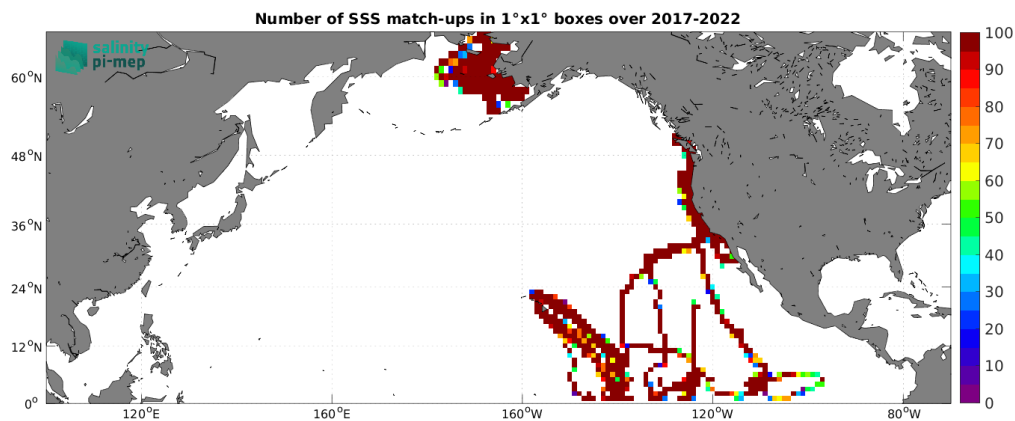 Number of SSS match-ups in 1°x1° boxes over 2017-2022
salinity
pi-mep
60°N
48°N
36°N
24°N
12°N
0°
120°E
160°E
160°W
120°W
80°W
100
90
80
70
60
50
40
30
20
10
0